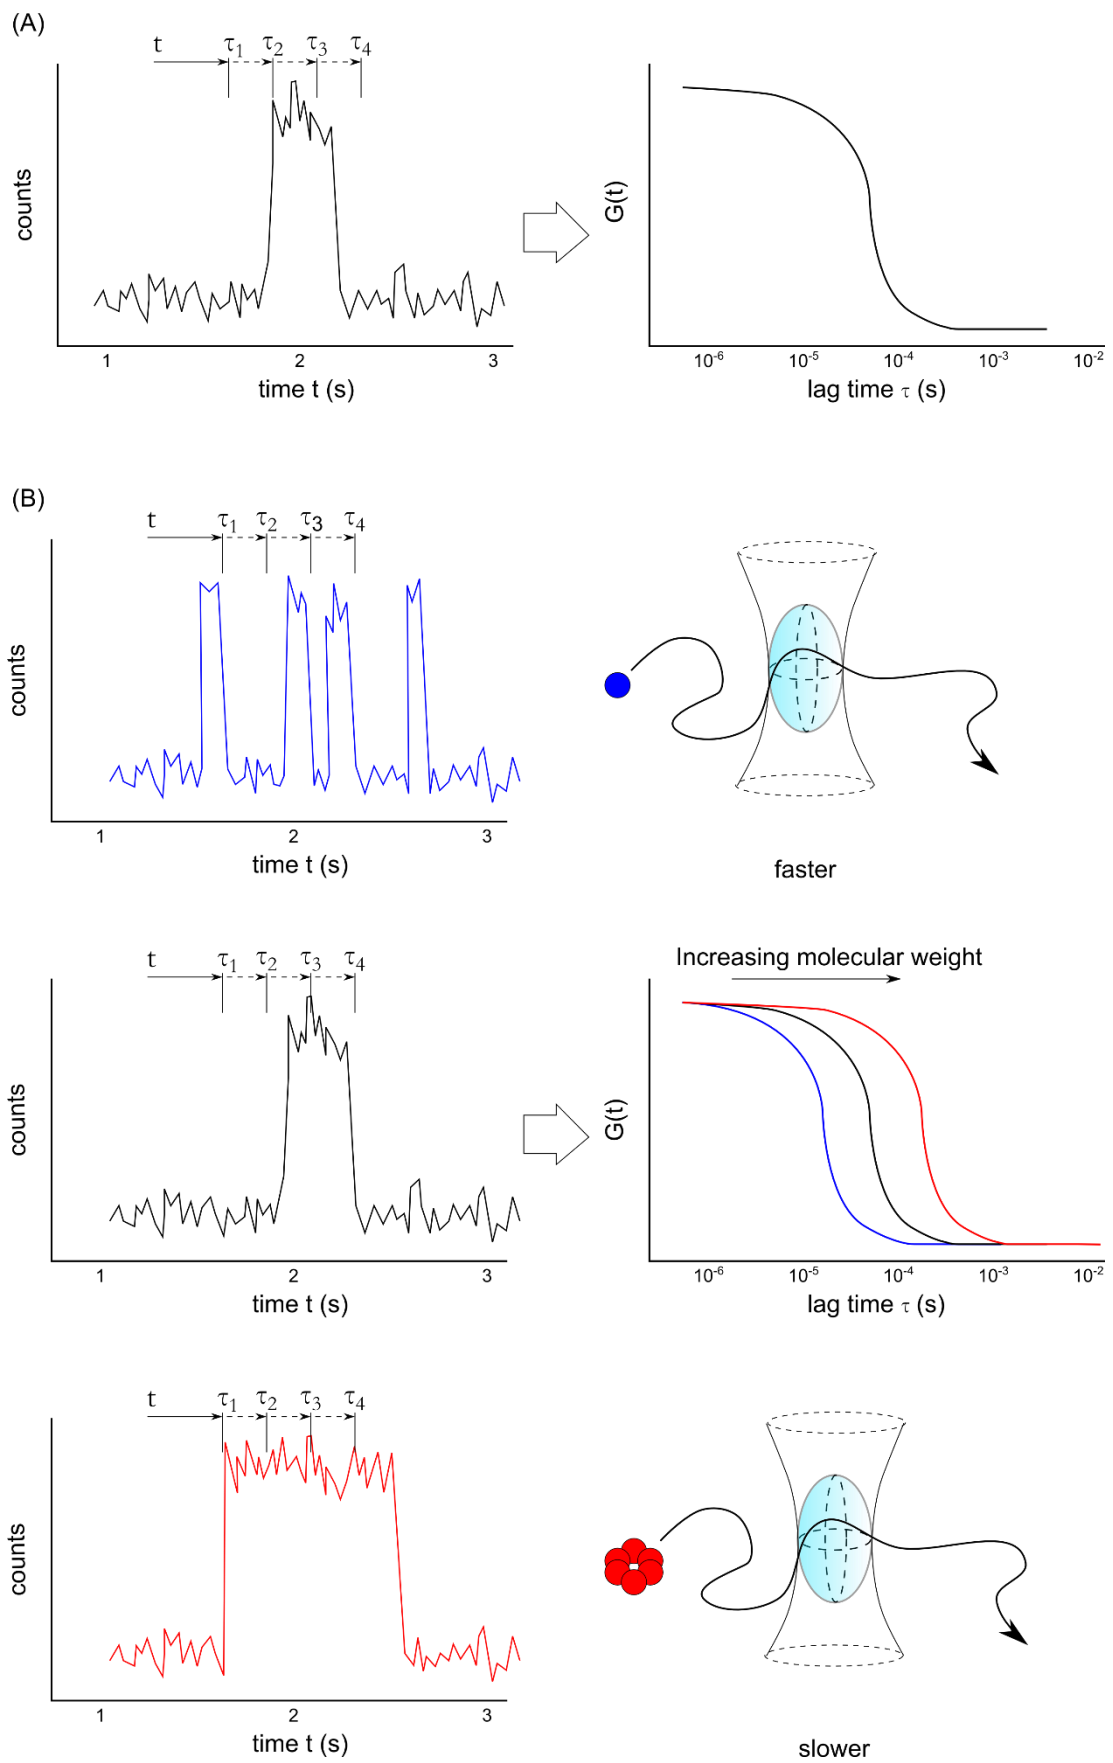 (A)
t τ1 τ2 τ3 τ4
counts
1 2 3
time t (s)
G(t)
10-6 10-5 10-4 10-3 10-2
lag time τ (s)
(B)
t τ1 τ2 τ3 τ4
counts
1 2 3
time t (s)
faster
t τ1 τ2 τ3 τ4
counts
1 2 3
time t (s)
Increasing molecular weight
G(t)
10-6 10-5 10-4 10-3 10-2
lag time τ (s)
t τ1 τ2 τ3 τ4
counts
1 2 3
time t (s)
slower